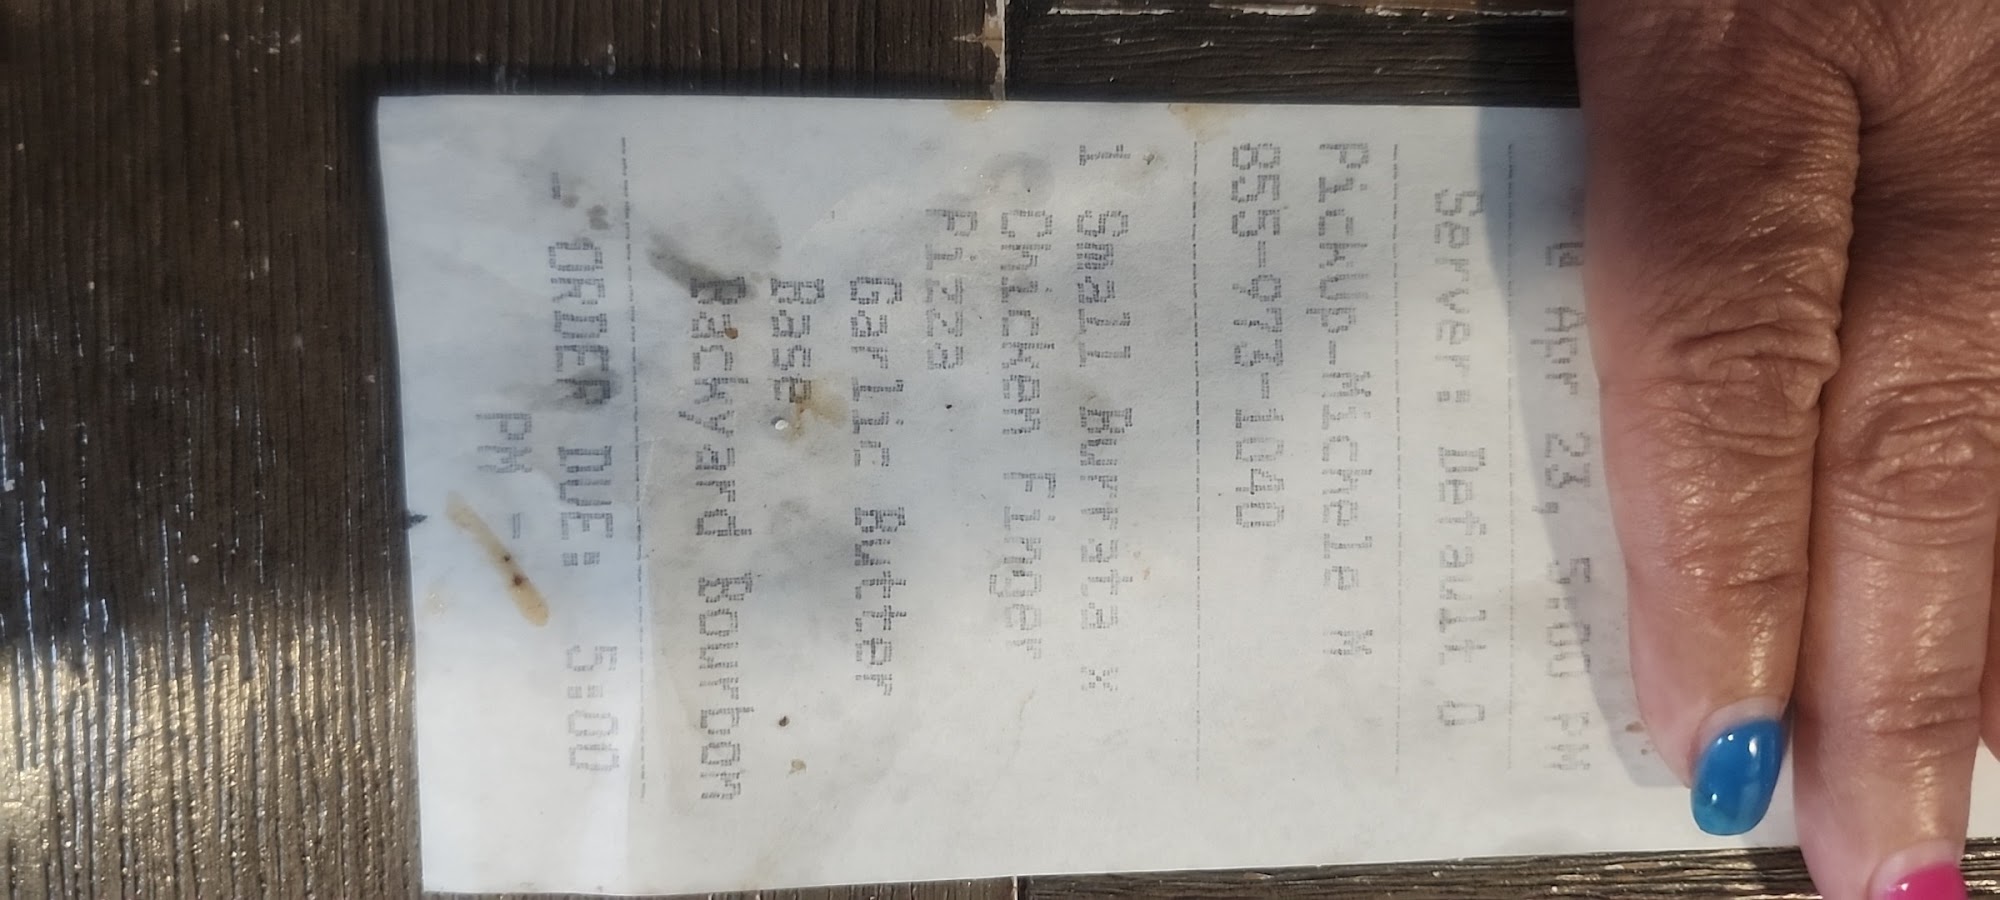 Apr 23, 5:00 PM
Server: Default O
PickUp-Michelle M
855-973-1040
1 Small Burrata x
Chicken Finger
Pizza
Garlic Butter
Base
Backyard Bourbon
- ORDER DUE: 5:00
PM -